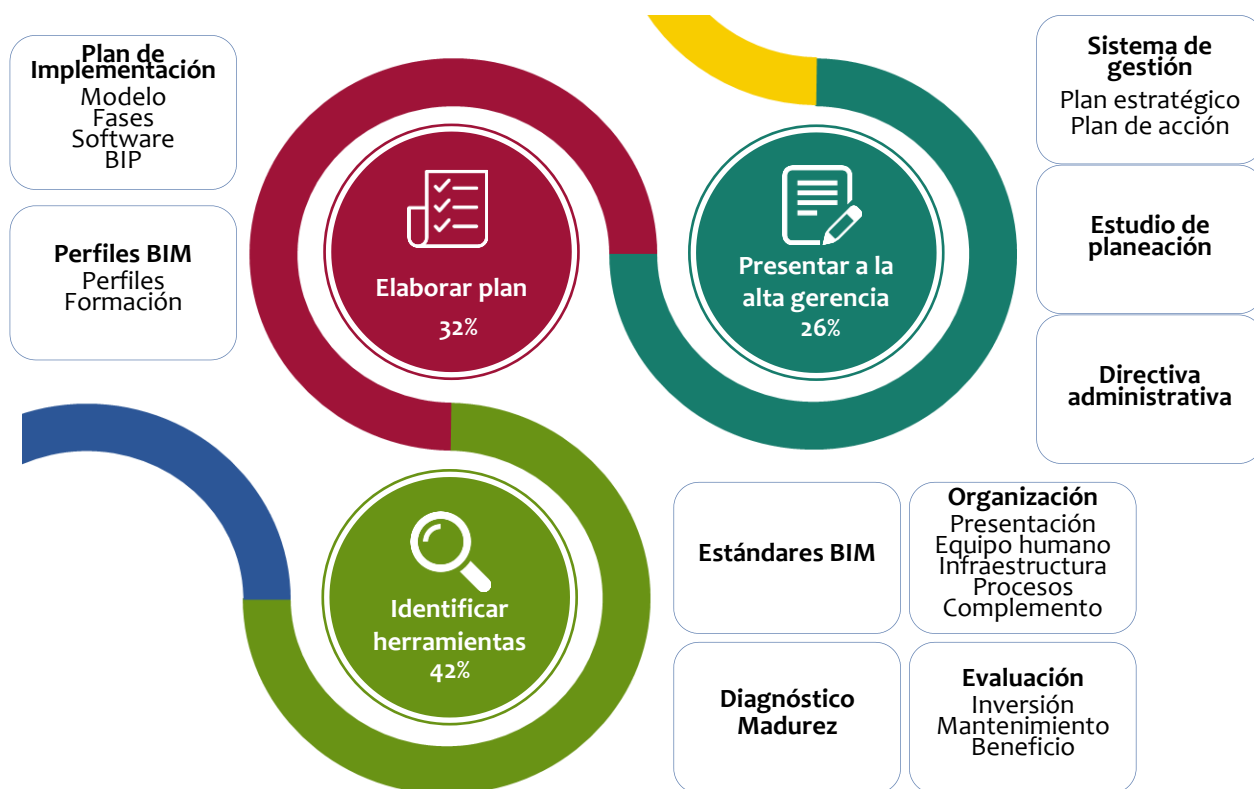 Plan de
Implementación
Modelo
Fases
Software
BIP
Perfiles BIM
Perfiles
Formación
Elaborar plan
32%
Presentar a la
alta gerencia
26%
Sistema de
gestión
Plan estratégico
Plan de acción
Estudio de
planeación
Directiva
administrativa
Identificar
herramientas
42%
Estándares BIM
Organización
Presentación
Equipo humano
Infraestructura
Procesos
Complemento
Diagnóstico
Madurez
Evaluación
Inversión
Mantenimiento
Beneficio